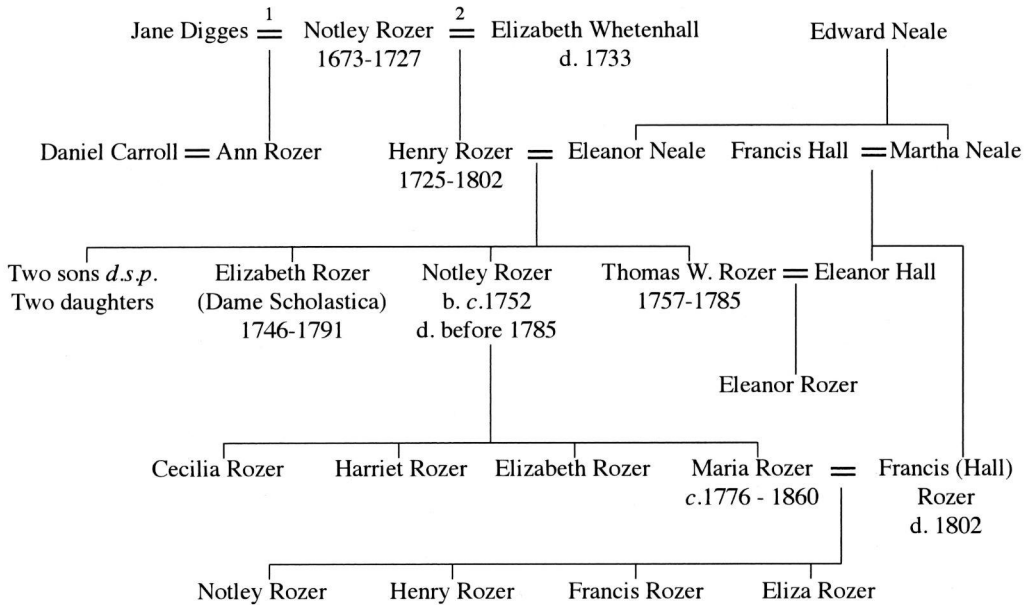 1 2
Jane Digges = Notley Rozer = Elizabeth Whetenhall Edward Neale
1673-1727 d. 1733
Daniel Carroll = Ann Rozer Henry Rozer = Eleanor Neale Francis Hall = Martha Neale
1725-1802
Two sons d.s.p. Elizabeth Rozer Notley Rozer Thomas W. Rozer = Eleanor Hall
Two daughters (Dame Scholastica) b. c.1752 1757-1785
1746-1791 d. before 1785
Eleanor Rozer
Cecilia Rozer Harriet Rozer Elizabeth Rozer Maria Rozer = Francis (Hall)
c.1776 - 1860 Rozer
d. 1802
Notley Rozer Henry Rozer Francis Rozer Eliza Rozer